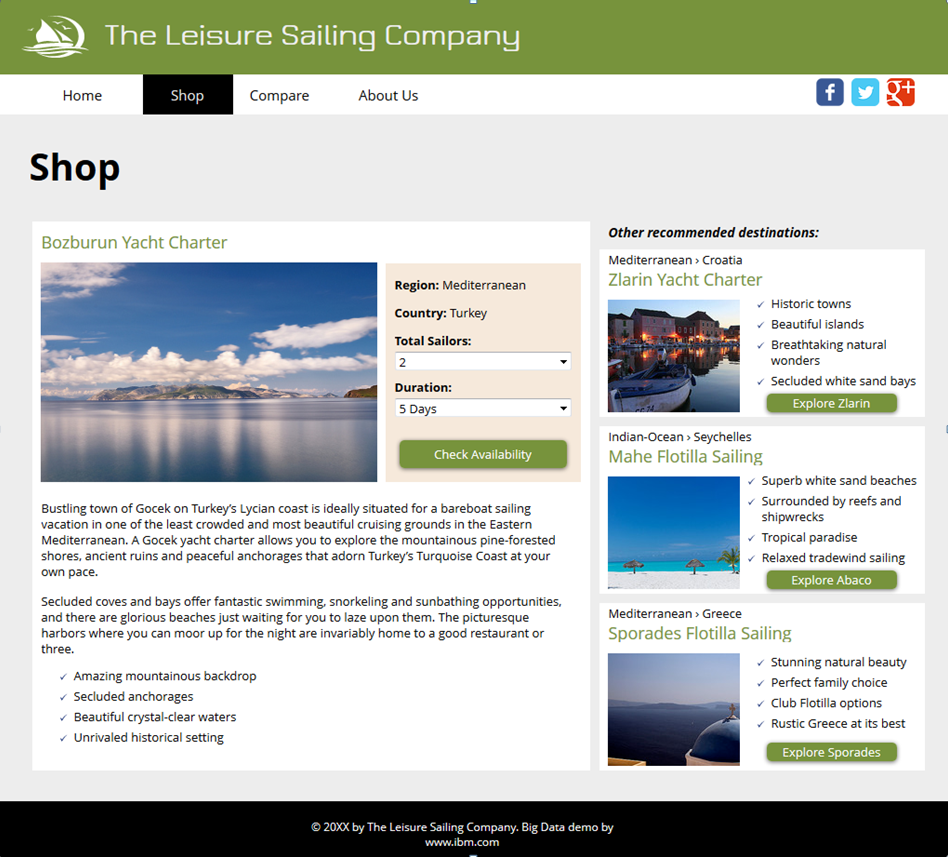 The Leisure Sailing Company
Home
Shop
Compare
About Us
f
g+
Shop
Bozburun Yacht Charter
Region: Mediterranean
Country: Turkey
Total Sailors:
2
Duration:
5 Days
Check Availability
Bustling town of Gocek on Turkey's Lycian coast is ideally situated for a bareboat sailing
vacation in one of the least crowded and most beautiful cruising grounds in the Eastern
Mediterranean. A Gocek yacht charter allows you to explore the mountainous pine-forested
shores, ancient ruins and peaceful anchorages that adorn Turkey's Turquoise Coast at your
own pace.
Secluded coves and bays offer fantastic swimming, snorkeling and sunbathing opportunities,
and there are glorious beaches just waiting for you to laze upon them. The picturesque
harbors where you can moor up for the night are invariably home to a good restaurant or
three.
Amazing mountainous backdrop
Secluded anchorages
Beautiful crystal-clear waters
Unrivaled historical setting
Other recommended destinations:
Mediterranean › Croatia
Zlarin Yacht Charter
Historic towns
Beautiful islands
Breathtaking natural
wonders
Secluded white sand bays
Explore Zlarin
Indian-Ocean › Seychelles
Mahe Flotilla Sailing
Superb white sand beaches
Surrounded by reefs and
shipwrecks
Tropical paradise
Relaxed tradewind sailing
Explore Abaco
Mediterranean › Greece
Sporades Flotilla Sailing
Stunning natural beauty
Perfect family choice
Club Flotilla options
Rustic Greece at its best
Explore Sporades
© 20XX by The Leisure Sailing Company. Big Data demo by
www.ibm.com